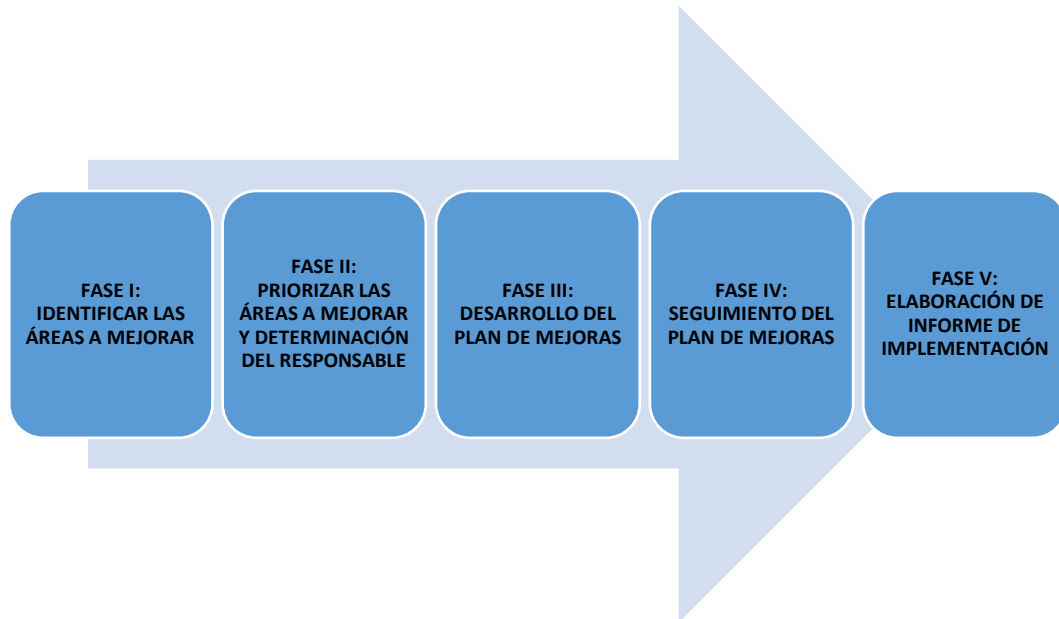 FASE I:
IDENTIFICAR LAS
ÁREAS A MEJORAR
FASE II:
PRIORIZAR LAS
ÁREAS A MEJORAR
Y DETERMINACIÓN
DEL RESPONSABLE
FASE III:
DESARROLLO DEL
PLAN DE MEJORAS
FASE IV:
SEGUIMIENTO DEL
PLAN DE MEJORAS
FASE V:
ELABORACIÓN DE
INFORME DE
IMPLEMENTACIÓN